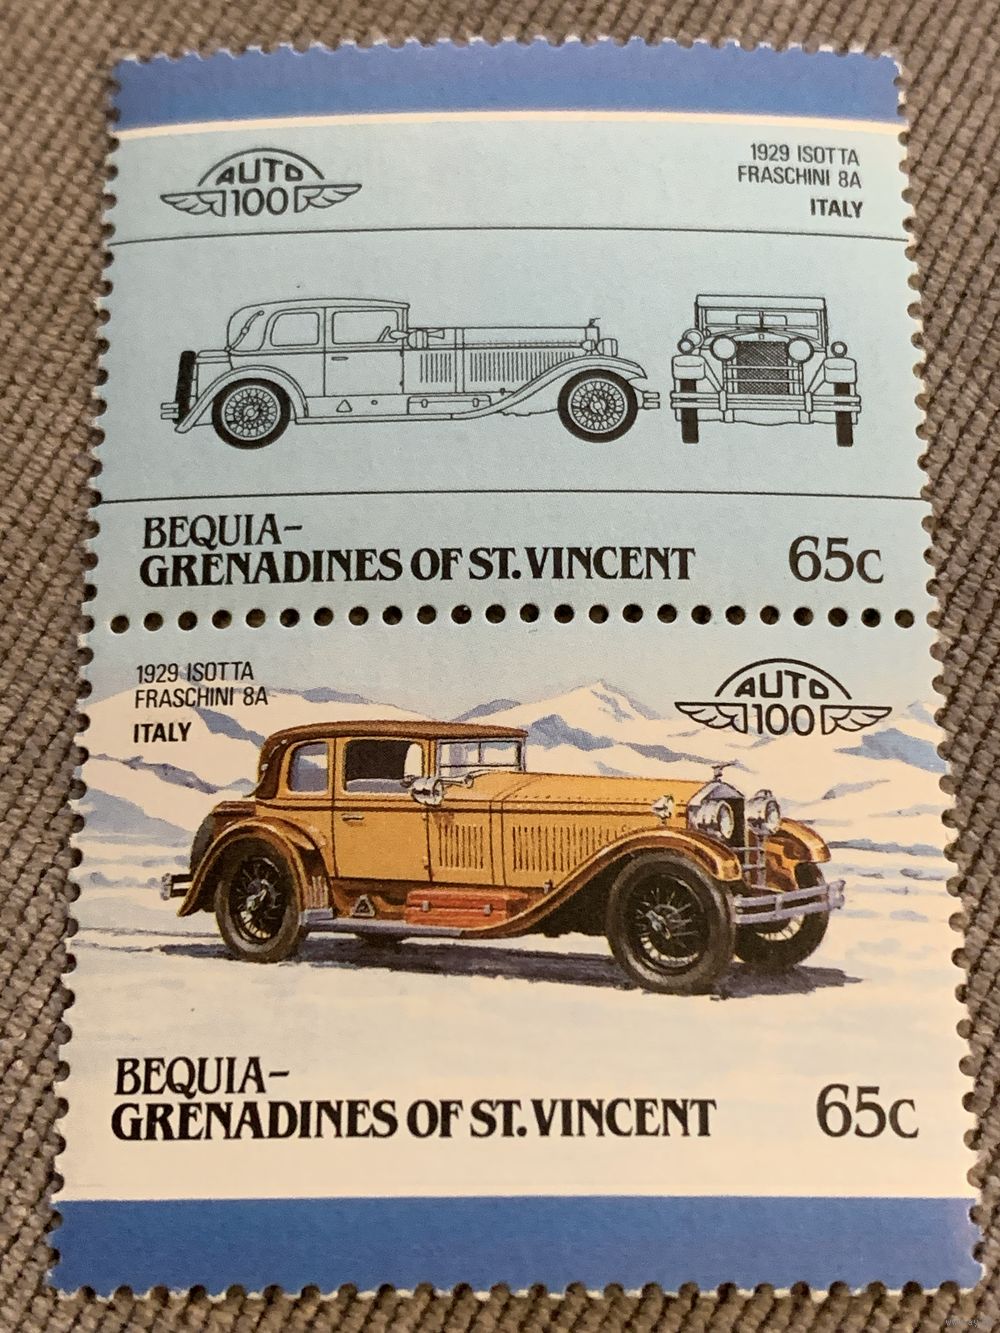 AUTO
100
1929 ISOTTA
FRASCHINI 8A
ITALY
BEQUIA–
GRENADINES OF ST. VINCENT
65c
1929 ISOTTA
FRASCHINI 8A
ITALY
AUTO
100
BEQUIA–
GRENADINES OF ST. VINCENT
65c